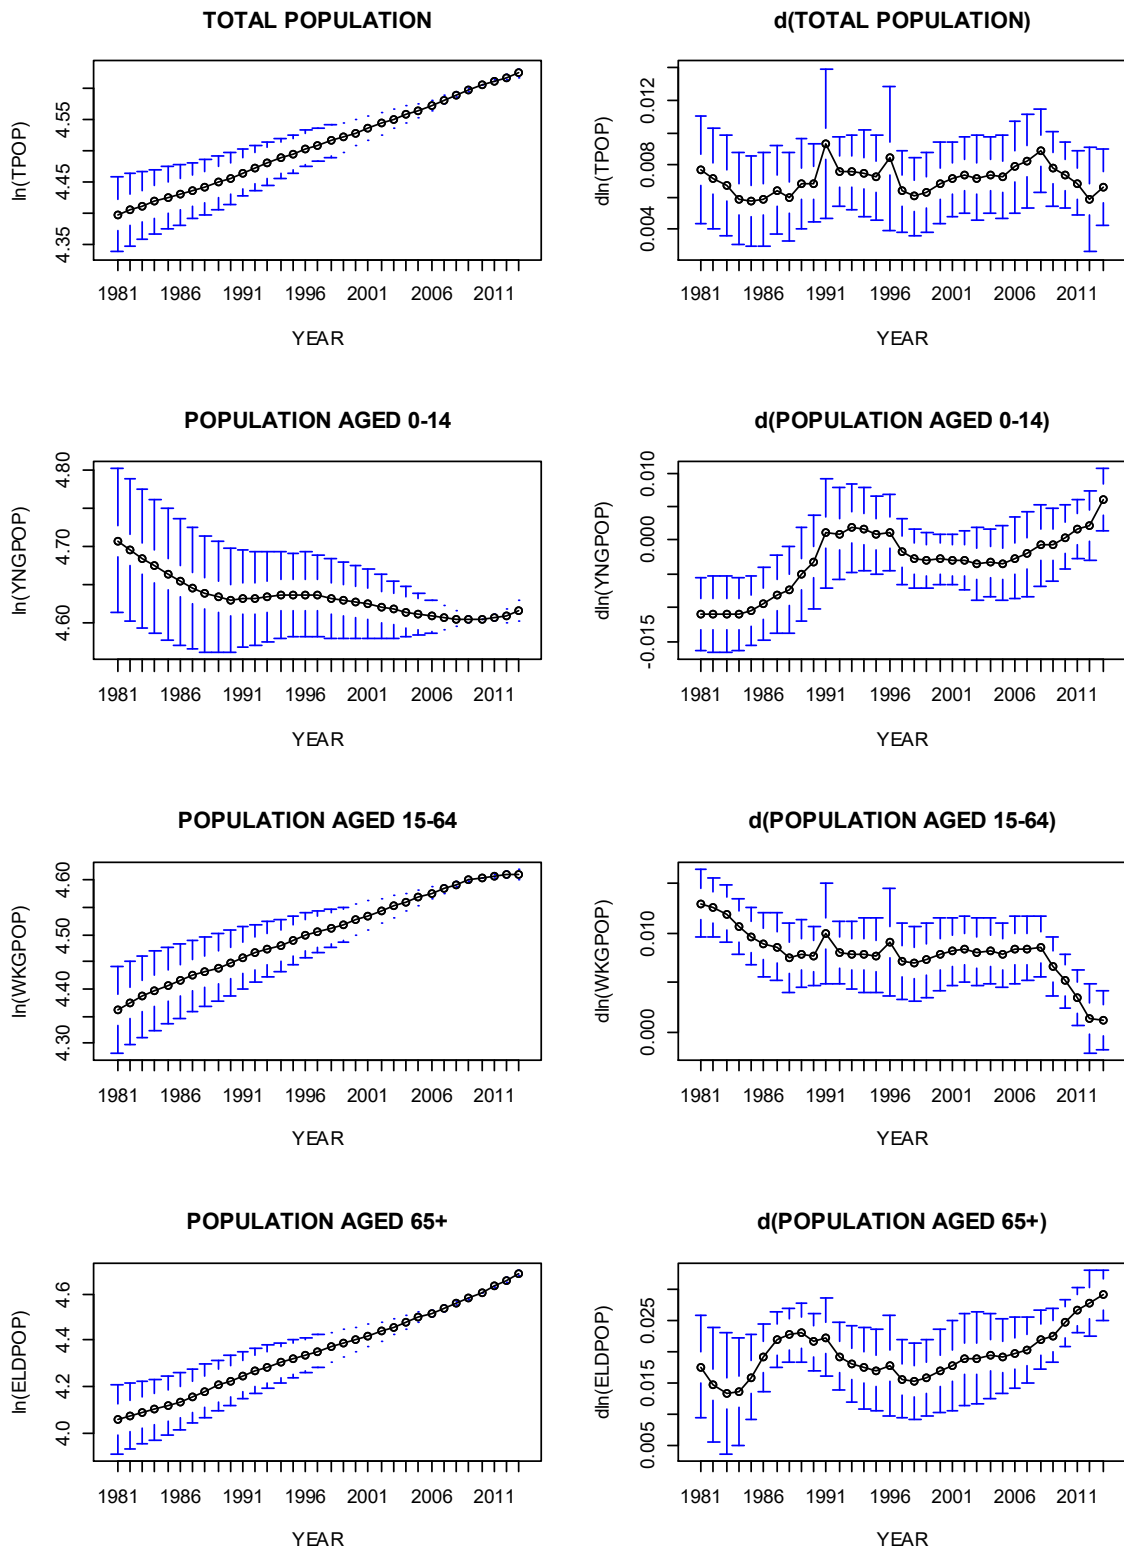 TOTAL POPULATION
ln(TPOP)
4.55
4.45
4.35
1981 1986 1991 1996 2001 2006 2011
YEAR
d(TOTAL POPULATION)
dln(TPOP)
0.012
0.008
0.004
1981 1986 1991 1996 2001 2006 2011
YEAR
POPULATION AGED 0-14
ln(YNGPOP)
4.80
4.70
4.60
1981 1986 1991 1996 2001 2006 2011
YEAR
d(POPULATION AGED 0-14)
dln(YNGPOP)
0.010
0.000
-0.015
1981 1986 1991 1996 2001 2006 2011
YEAR
POPULATION AGED 15-64
ln(WKGPOP)
4.60
4.50
4.40
4.30
1981 1986 1991 1996 2001 2006 2011
YEAR
d(POPULATION AGED 15-64)
dln(WKGPOP)
0.010
0.000
1981 1986 1991 1996 2001 2006 2011
YEAR
POPULATION AGED 65+
ln(ELDPOP)
4.6
4.4
4.2
4.0
1981 1986 1991 1996 2001 2006 2011
YEAR
d(POPULATION AGED 65+)
dln(ELDPOP)
0.025
0.015
0.005
1981 1986 1991 1996 2001 2006 2011
YEAR